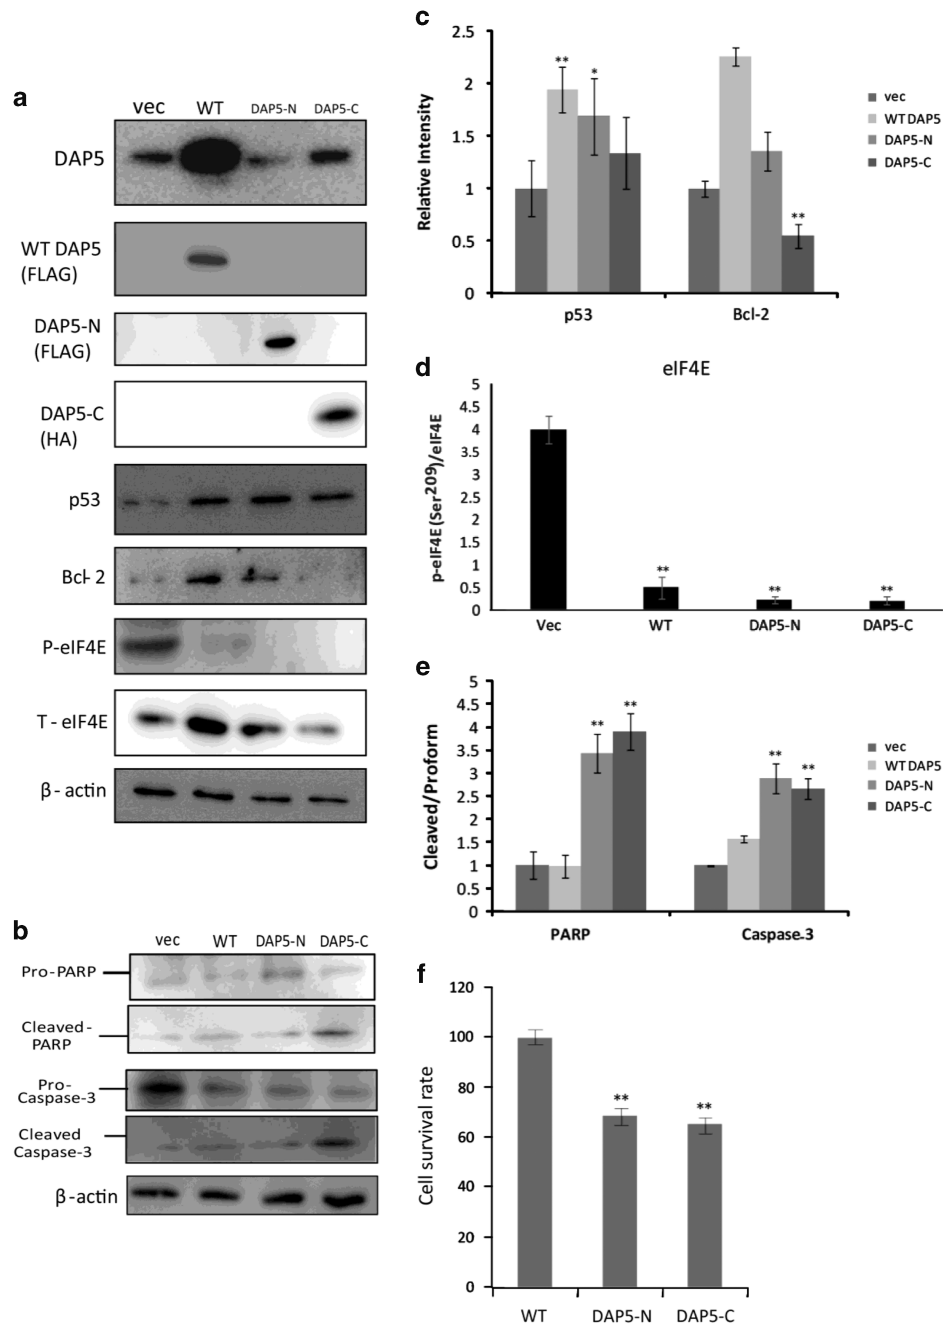 a
vec WT DAP5-N DAP5-C
DAP5
WT DAP5
(FLAG)
DAP5-N
(FLAG)
DAP5-C
(HA)
p53
Bcl-2
P-eIF4E
T-eIF4E
β-actin
b
vec WT DAP5-N DAP5-C
Pro-PARP
Cleaved-
PARP
Pro-
Caspase-3
Cleaved
Caspase-3
β-actin
c
Relative Intensity
2.5
2
1.5
1
0.5
0
** *
**
p53 Bcl-2
vec
WT DAP5
DAP5-N
DAP5-C
d
eIF4E
p-eIF4E(Ser209)/eIF4E
5
4.5
4
3.5
3
2.5
2
1.5
1
0.5
0
** ** **
Vec WT DAP5-N DAP5-C
e
Cleaved/Proform
5
4.5
4
3.5
3
2.5
2
1.5
1
0.5
0
** **
** **
PARP Caspase-3
vec
WT DAP5
DAP5-N
DAP5-C
f
Cell survival rate
120
100
80
60
40
20
0
** **
WT DAP5-N DAP5-C